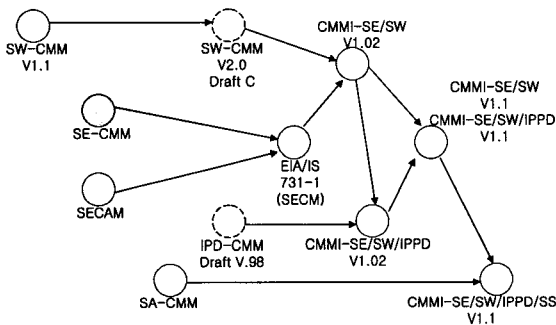 CMMI-SE/SW
V1.02
SW-CMM
V1.1
SW-CMM
V2.0
Draft C
CMMI-SE/SW
V1.1
CMMI-SE/SW/IPPD
V1.1
SE-CMM
EIA/IS
731-1
(SECM)
SECAM
IPD-CMM
Draft V.98
CMMI-SE/SW/IPPD
V1.02
SA-CMM
CMMI-SE/SW/IPPD/SS
V1.1